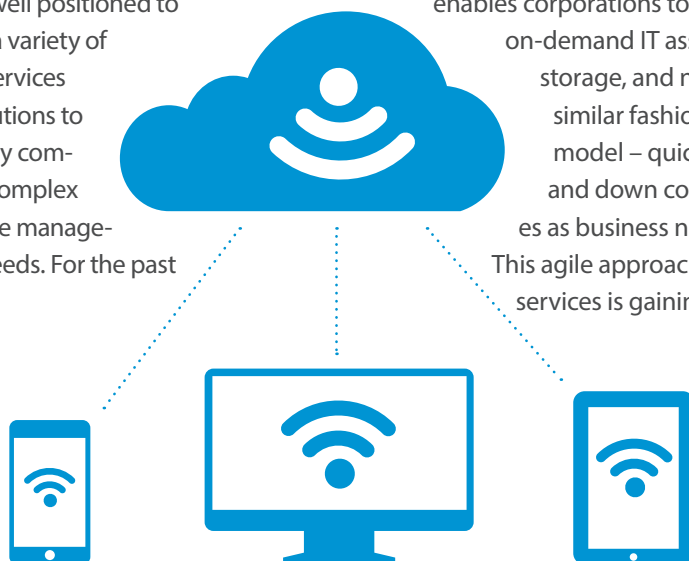 well positioned to
variety of
ervices
utions to
y com-
omplex
e manage-
eeds. For the past
enables corporations to
on-demand IT as
storage, and
similar fashio
model – quic
and down co
es as business n
This agile approac
services is gainin